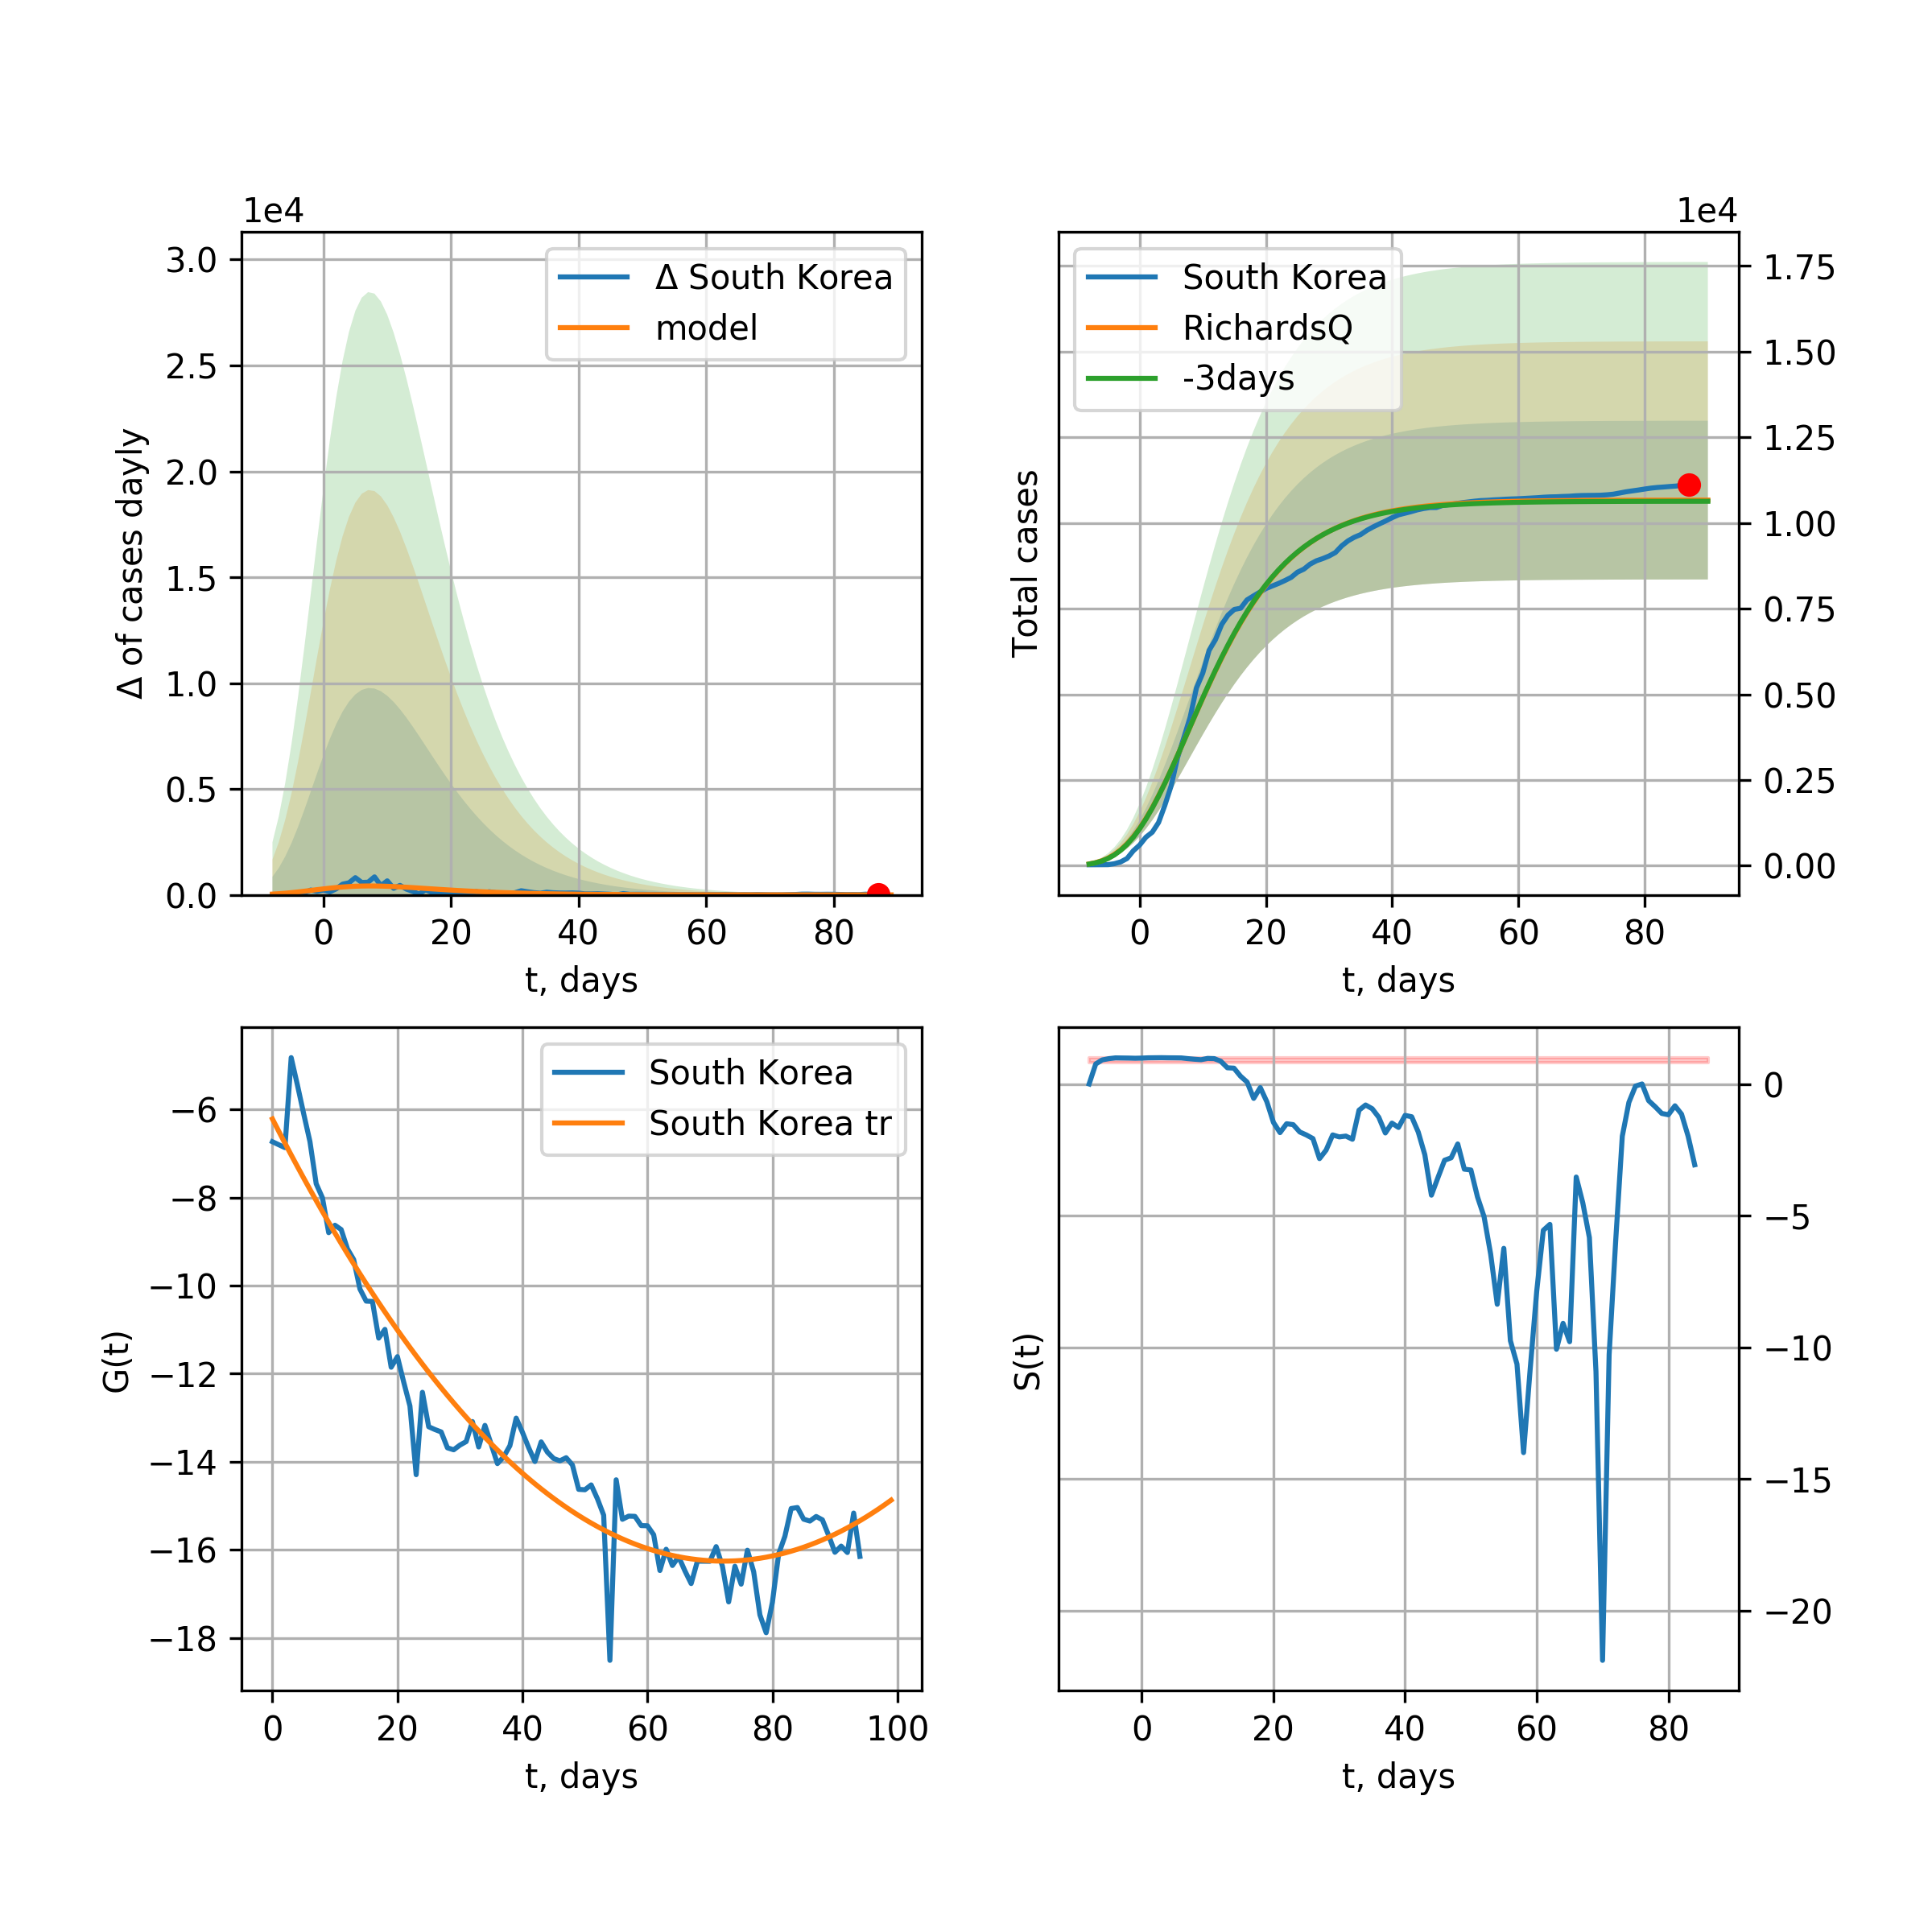 1e4
3.0
2.5
2.0
1.5
1.0
0.5
0.0
Δ of cases dayly
Δ South Korea
model
0 20 40 60 80
t, days
1e4
1.75
1.50
1.25
1.00
0.75
0.50
0.25
0.00
Total cases
South Korea
RichardsQ
-3days
0 20 40 60 80
t, days
−6
−8
−10
−12
−14
−16
−18
G(t)
South Korea
South Korea tr
0 20 40 60 80 100
t, days
0
−5
−10
−15
−20
S(t)
0 20 40 60 80
t, days